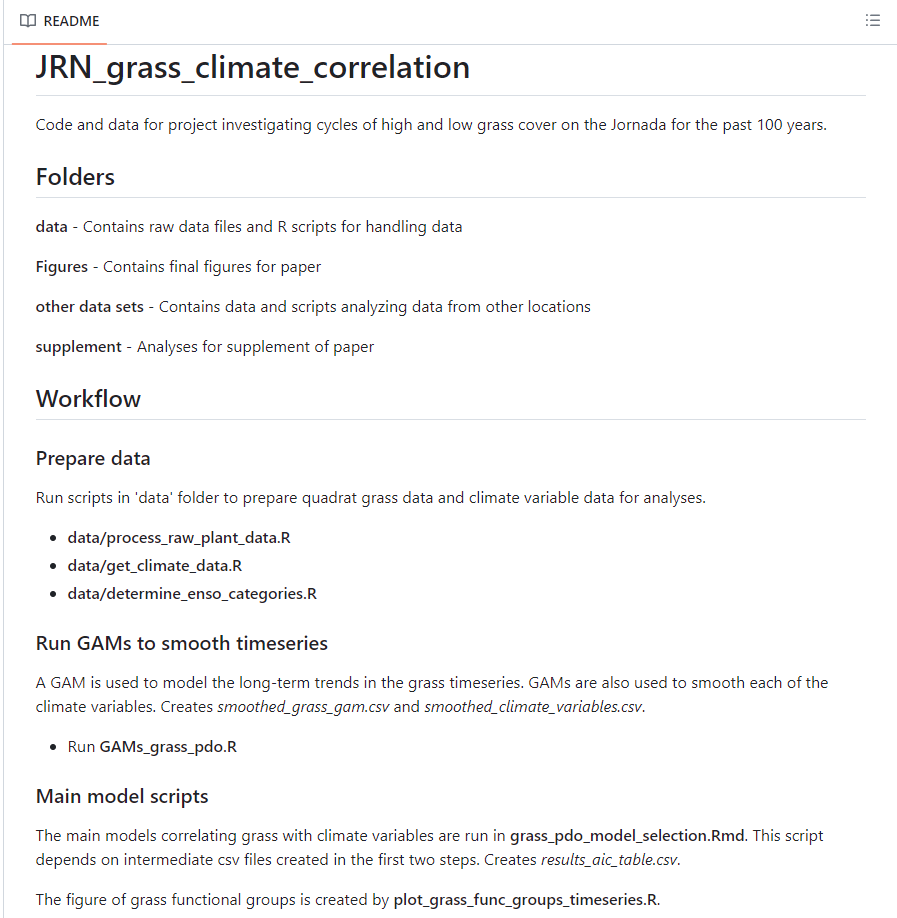 README
JRN_grass_climate_correlation
Code and data for project investigating cycles of high and low grass cover on the Jornada for the past 100 years.
Folders
data - Contains raw data files and R scripts for handling data
Figures - Contains final figures for paper
other data sets - Contains data and scripts analyzing data from other locations
supplement - Analyses for supplement of paper
Workflow
Prepare data
Run scripts in 'data' folder to prepare quadrat grass data and climate variable data for analyses.
• data/process_raw_plant_data.R
• data/get_climate_data.R
• data/determine_enso_categories.R
Run GAMs to smooth timeseries
A GAM is used to model the long-term trends in the grass timeseries. GAMs are also used to smooth each of the
climate variables. Creates smoothed_grass_gam.csv and smoothed_climate_variables.csv.
• Run GAMs_grass_pdo.R
Main model scripts
The main models correlating grass with climate variables are run in grass_pdo_model_selection.Rmd. This script
depends on intermediate csv files created in the first two steps. Creates results_aic_table.csv.
The figure of grass functional groups is created by plot_grass_func_groups_timeseries.R.